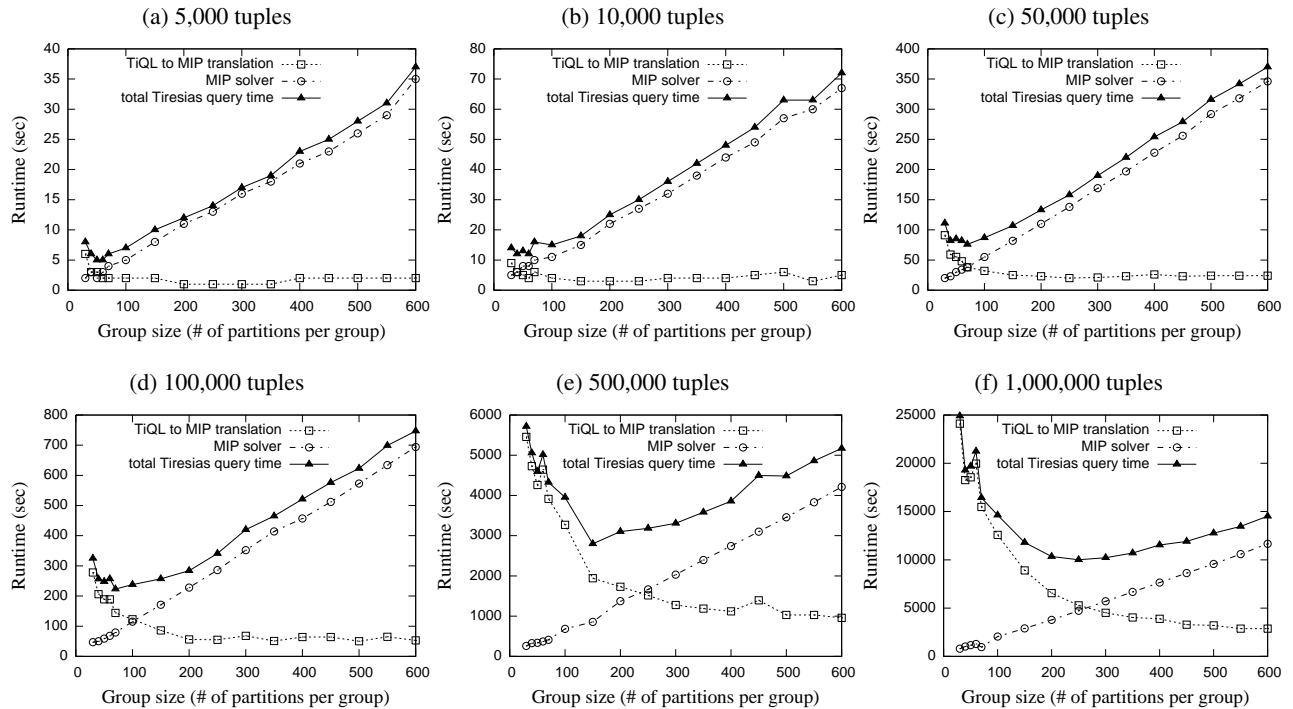 (a) 5,000 tuples
40
35
30
25
20
15
10
5
0
Runtime (sec)
TiQL to MIP translation
MIP solver
total Tiresias query time
0 100 200 300 400 500 600
Group size (# of partitions per group)
(b) 10,000 tuples
80
70
60
50
40
30
20
10
0
Runtime (sec)
TiQL to MIP translation
MIP solver
total Tiresias query time
0 100 200 300 400 500 600
Group size (# of partitions per group)
(c) 50,000 tuples
400
350
300
250
200
150
100
50
0
Runtime (sec)
TiQL to MIP translation
MIP solver
total Tiresias query time
0 100 200 300 400 500 600
Group size (# of partitions per group)
(d) 100,000 tuples
800
700
600
500
400
300
200
100
0
Runtime (sec)
TiQL to MIP translation
MIP solver
total Tiresias query time
0 100 200 300 400 500 600
Group size (# of partitions per group)
(e) 500,000 tuples
6000
5000
4000
3000
2000
1000
0
Runtime (sec)
TiQL to MIP translation
MIP solver
total Tiresias query time
0 100 200 300 400 500 600
Group size (# of partitions per group)
(f) 1,000,000 tuples
25000
20000
15000
10000
5000
0
Runtime (sec)
TiQL to MIP translation
MIP solver
total Tiresias query time
0 100 200 300 400 500 600
Group size (# of partitions per group)